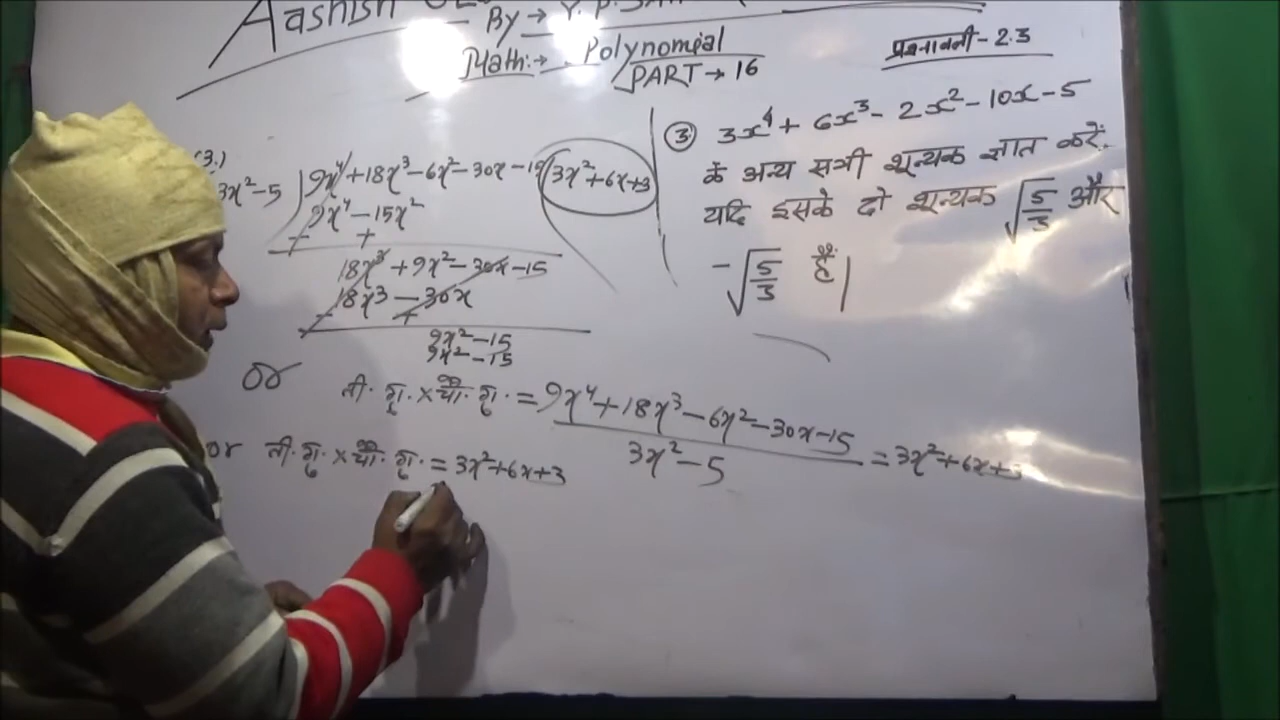 Aashish
By → Y. P.
Math:→ Polynomial
PART → 16
प्रश्नावली - 2.3
(3.)
3x²-5 ) 9x⁴+18x³-6x²-30x-15 ( 3x²+6x+3
9x⁴ -15x²
- +
18x³ + 9x² - 30x - 15
18x³ - 30x
- +
9x² - 15
9x² - 15
③ 3x⁴ + 6x³ - 2x² - 10x - 5
के अन्य सभी शून्यक ज्ञात करें.
यदि इसके दो शून्यक √5/3 और
-√5/3 हैं|
or ती. शू. × चौ. शू. = 9x⁴+18x³-6x²-30x-15 / 3x²-5 = 3x²+6x+3
or ती. शू. × चौ. शू. = 3x²+6x+3